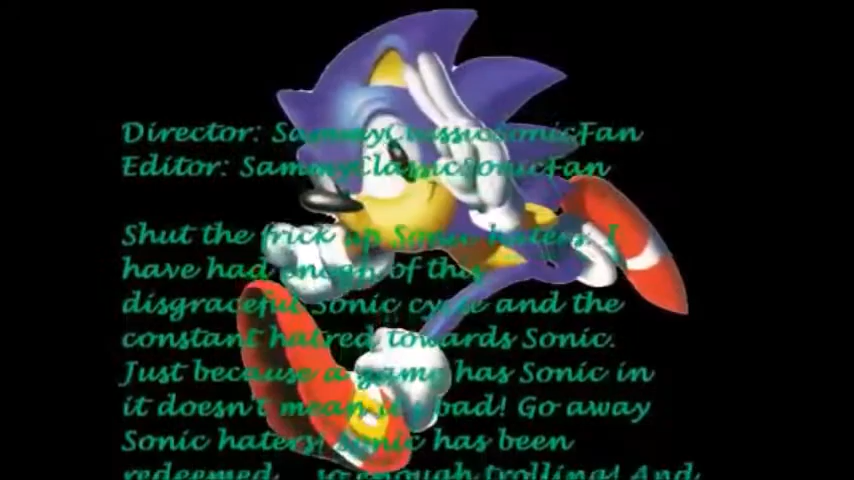 Director: SammyClassicSonicFan
Editor: SammyClassicSonicFan
Shut the frick up Sonic haters. I
have had enogh of this
disgraceful Sonic cycle and the
constant hatred towards Sonic.
Just because a game has Sonic in
it doesn't mean it's bad! Go away
Sonic haters! Sonic has been
redeemed so enough trolling! And